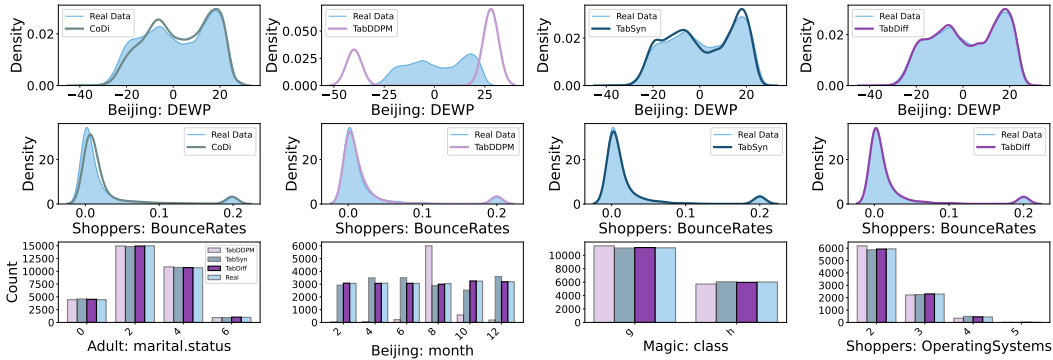 Density
0.02
0.00
Real Data
CoDi
−40
−20
0
20
Beijing: DEWP
Density
0.050
0.025
0.000
Real Data
TabDDPM
−50
−25
0
25
Beijing: DEWP
Density
0.02
0.00
Real Data
TabSyn
−40
−20
0
20
Beijing: DEWP
Density
0.02
0.00
Real Data
TabDiff
−40
−20
0
20
Beijing: DEWP
Density
20
0
Real Data
CoDi
0.0
0.1
0.2
Shoppers: BounceRates
Density
20
0
Real Data
TabDDPM
0.0
0.1
0.2
Shoppers: BounceRates
Density
20
0
Real Data
TabSyn
0.0
0.1
0.2
Shoppers: BounceRates
Density
20
0
Real Data
TabDiff
0.0
0.1
0.2
Shoppers: BounceRates
Count
15000
12500
10000
7500
5000
2500
0
TabDDPM
TabSyn
TabDiff
Real
0
2
4
6
Adult: marital.status
6000
5000
4000
3000
2000
1000
0
2
4
6
8
10
12
Beijing: month
10000
8000
6000
4000
2000
0
g
h
Magic: class
6000
5000
4000
3000
2000
1000
0
2
3
4
5
Shoppers: OperatingSystems